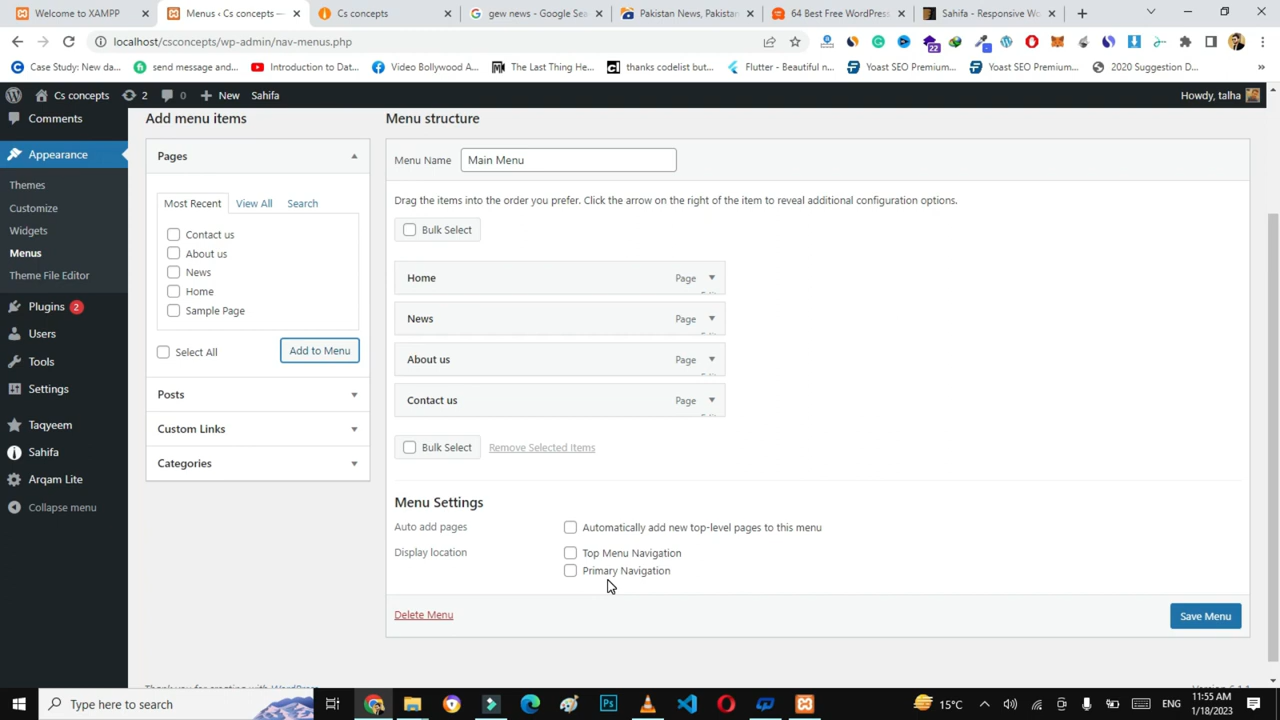 Welcome to XAMPP
Menus ‹ Cs concepts —
Cs concepts
gew news - Google Sea
Pakistan News, Pakistan
64 Best Free WordPress
Sahifa - Responsive Wo
localhost/csconcepts/wp-admin/nav-menus.php
22
Case Study: New da...
send message and...
Introduction to Dat...
Video Bollywood A...
The Last Thing He...
thanks codelist but...
Flutter - Beautiful n...
Yoast SEO Premium...
Yoast SEO Premium...
2020 Suggestion D...
»
Cs concepts
2
0
New
Sahifa
Howdy, talha
Comments
Appearance
Themes
Customize
Widgets
Menus
Theme File Editor
Plugins 2
Users
Tools
Settings
Taqyeem
Sahifa
Arqam Lite
Collapse menu
Add menu items
Pages
Most Recent
View All
Search
Contact us
About us
News
Home
Sample Page
Select All
Add to Menu
Posts
Custom Links
Categories
Menu structure
Menu Name
Main Menu
Drag the items into the order you prefer. Click the arrow on the right of the item to reveal additional configuration options.
Bulk Select
Home Page
News Page
About us Page
Contact us Page
Bulk Select
Remove Selected Items
Menu Settings
Auto add pages
Automatically add new top-level pages to this menu
Display location
Top Menu Navigation
Primary Navigation
Delete Menu
Save Menu
Type here to search
15°C
ENG
11:55 AM
1/18/2023